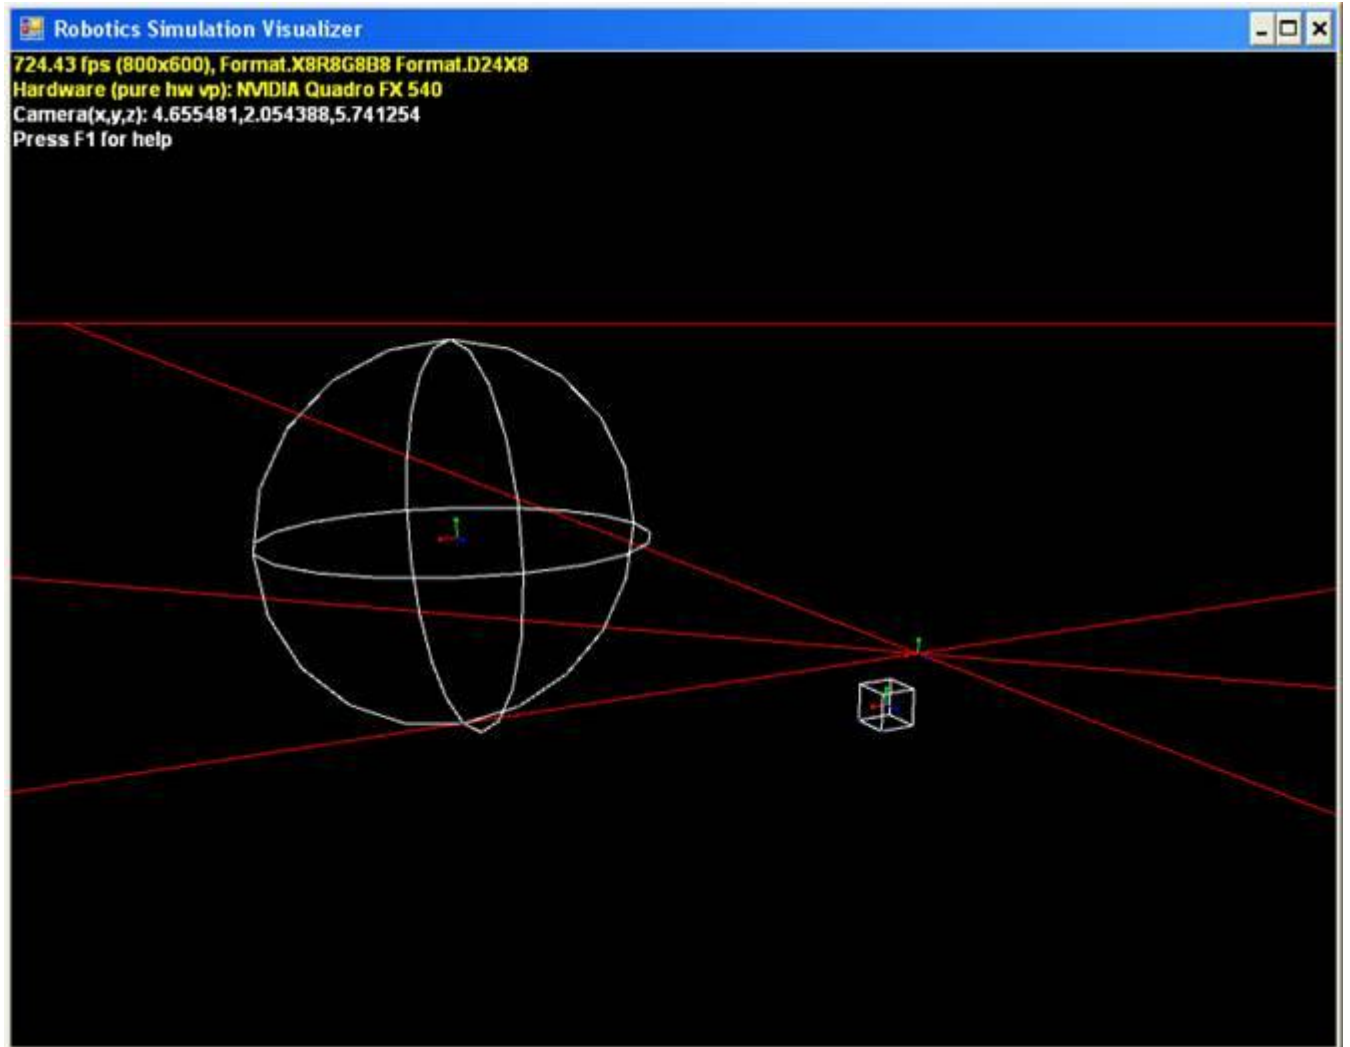 Robotics Simulation Visualizer
724.43 fps (800x600), Format.X8R8G8B8 Format.D24X8
Hardware (pure hw vp): NVIDIA Quadro FX 540
Camera(x,y,z): 4.655481,2.054388,5.741254
Press F1 for help